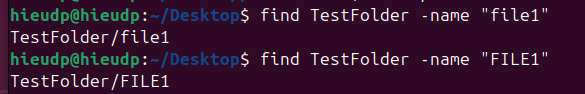 hieudp@hieudp:~/Desktop$ find TestFolder -name "file1"
TestFolder/file1
hieudp@hieudp:~/Desktop$ find TestFolder -name "FILE1"
TestFolder/FILE1